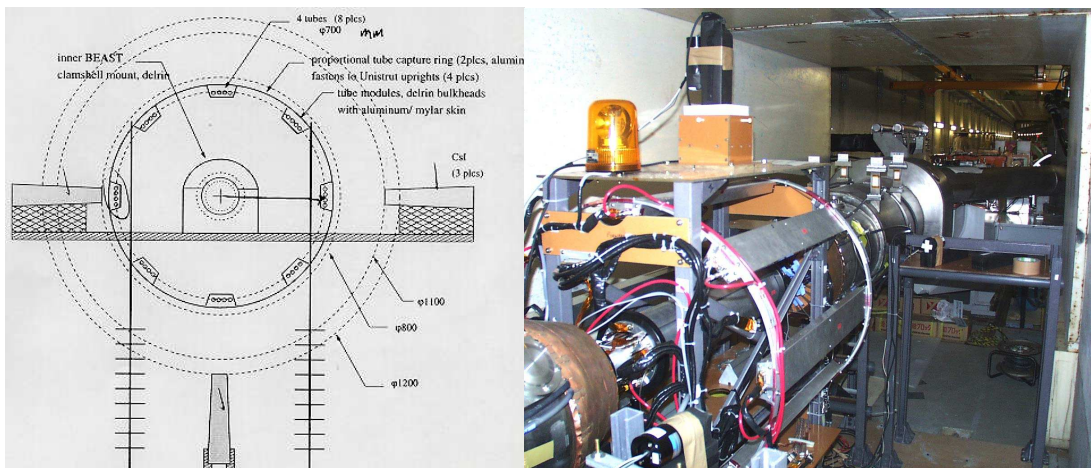 4 tubes (8 plcs)
φ700 mm
inner BEAST
clamshell mount, delrin
proportional tube capture ring (2plcs, alumin
fastens to Unistrut uprights (4 plcs)
tube modules, delrin bulkheads
with aluminum/ mylar skin
CsI
(3 plcs)
φ1100
φ800
φ1200